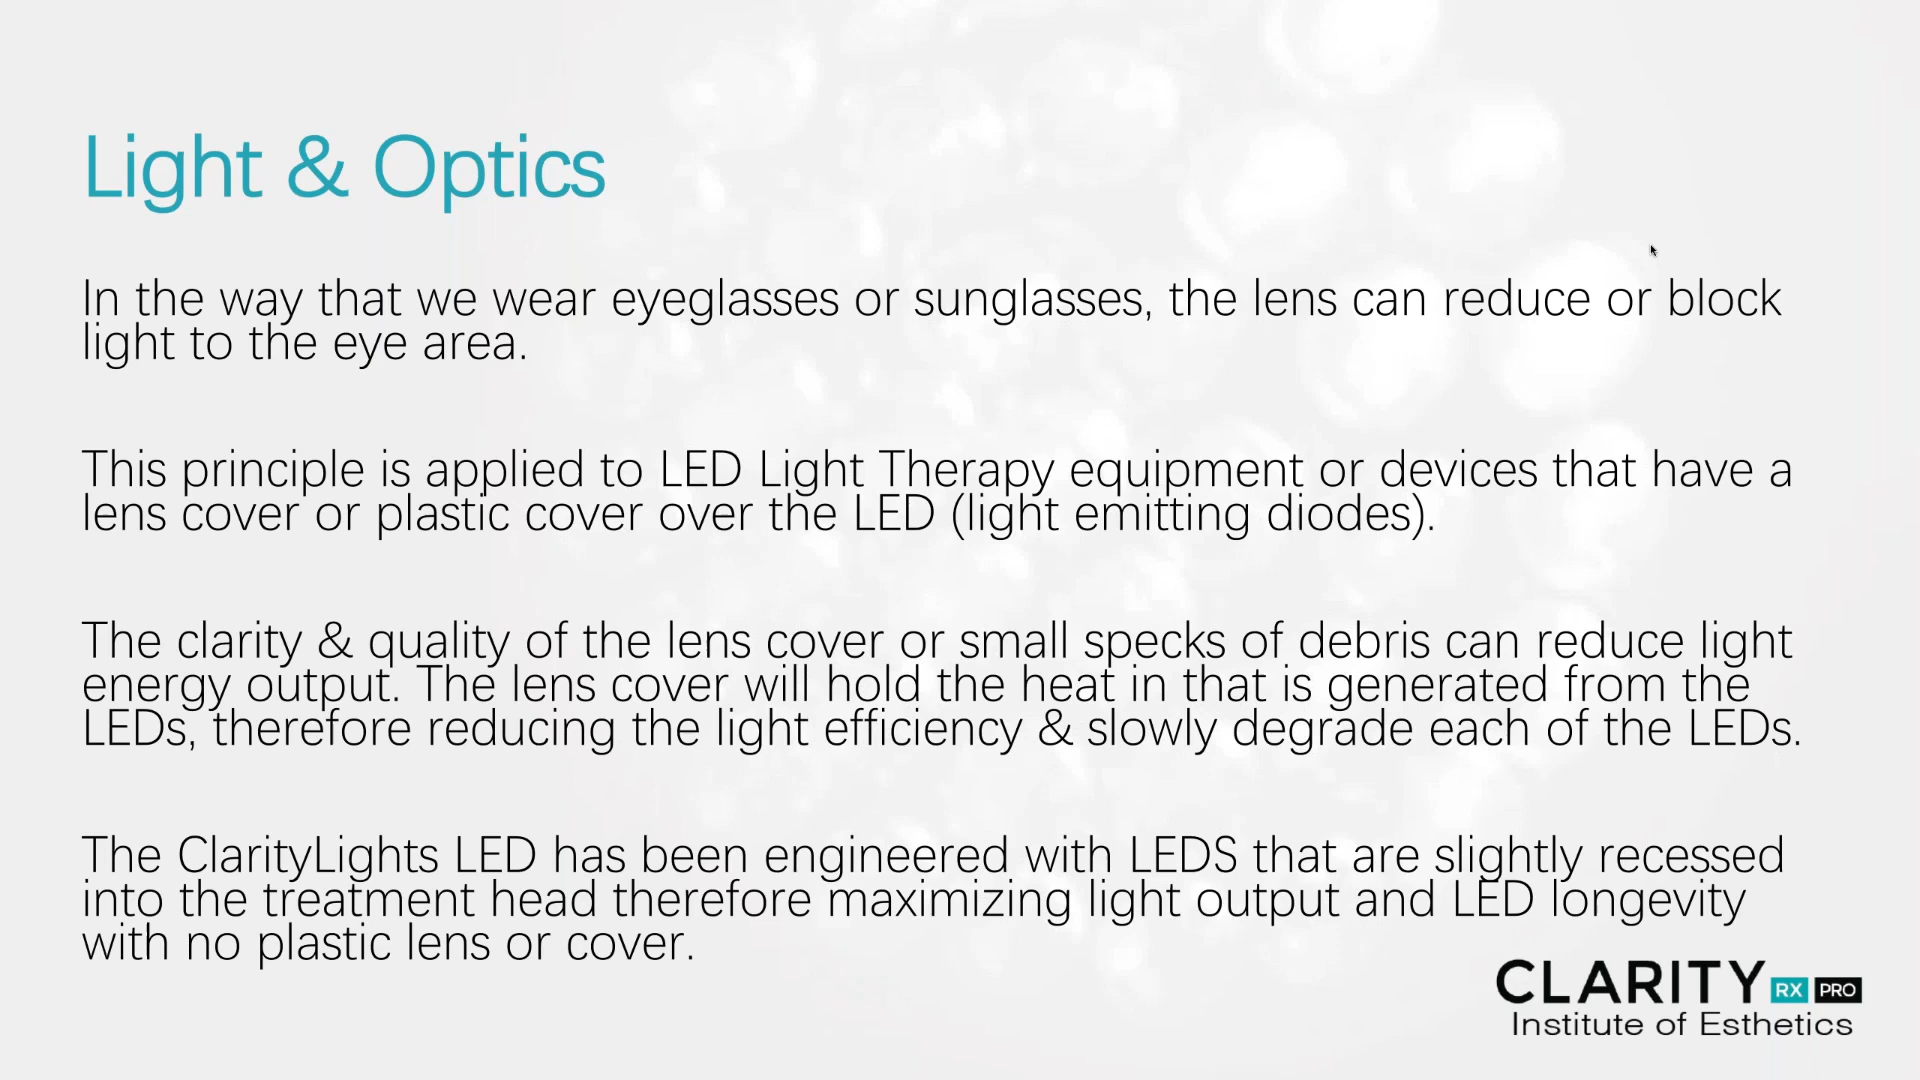 Light & Optics
In the way that we wear eyeglasses or sunglasses, the lens can reduce or block
light to the eye area.
This principle is applied to LED Light Therapy equipment or devices that have a
lens cover or plastic cover over the LED (light emitting diodes).
The clarity & quality of the lens cover or small specks of debris can reduce light
energy output. The lens cover will hold the heat in that is generated from the
LEDs, therefore reducing the light efficiency & slowly degrade each of the LEDs.
The ClarityLights LED has been engineered with LEDS that are slightly recessed
into the treatment head therefore maximizing light output and LED longevity
with no plastic lens or cover.
CLARITY RX PRO
Institute of Esthetics